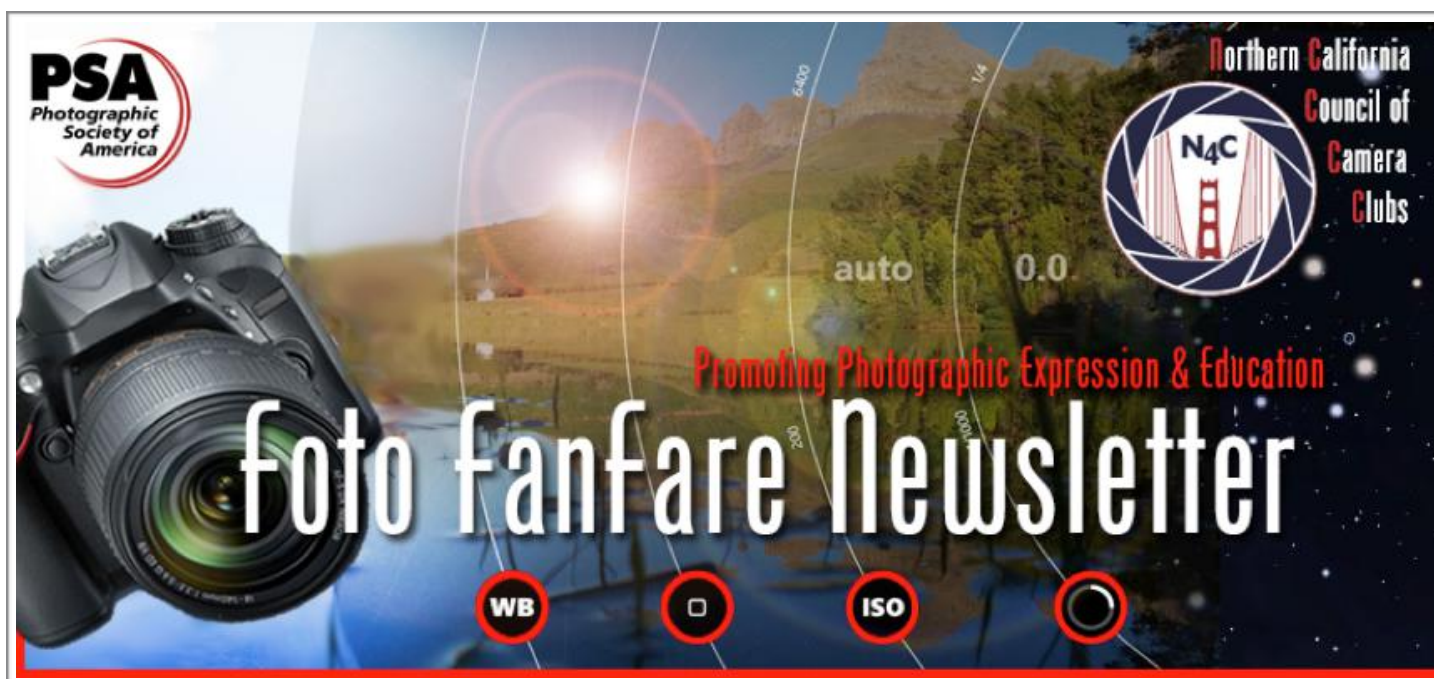 PSA
Photographic
Society of
America
Northern California
Council of
Camera
Clubs
N4C
6400
1/4
auto
0.0
Promoting Photographic Expression & Education
200
Foto Fanfare Newsletter
WB
ISO